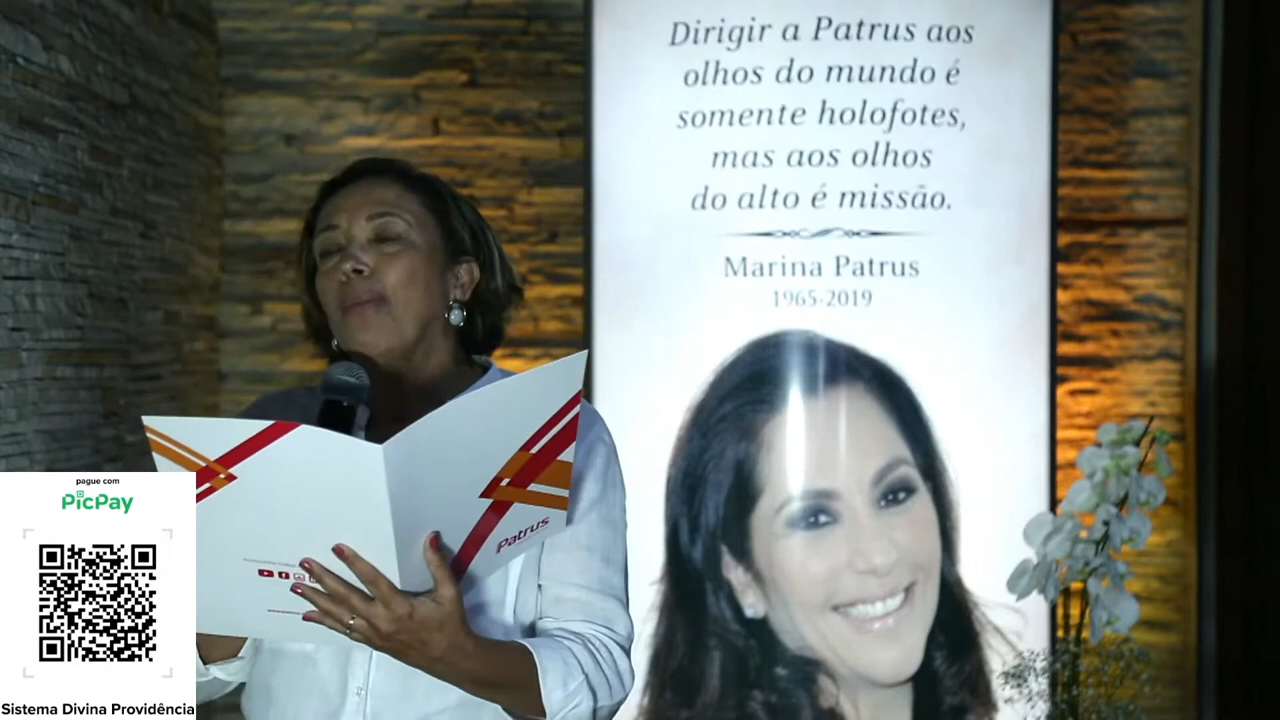 Dirigir a Patrus aos
olhos do mundo é
somente holofotes,
mas aos olhos
do alto é missão.
Marina Patrus
1965-2019
Patrus
pague com
PicPay
Sistema Divina Providência